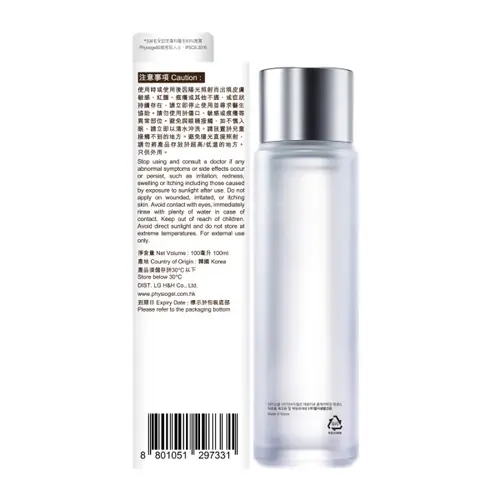 注意事項 Caution :
使用時或使用後因陽光照射而出現皮膚
敏感、紅腫、痕癢或其他不適，或症狀
持續存在，請立即停止使用並尋求醫生
協助。請勿使用於傷口、敏感或痕癢等
異常部位。避免與眼睛接觸，如不慎入
眼，請立即以清水沖洗。請放置於兒童
接觸不到的地方。避免陽光直接照射，
請勿將產品存放於超高/低溫的地方。
只供外用。
Stop using and consult a doctor if any
abnormal symptoms or side effects occur
or persist, such as irritation, redness,
swelling or itching including those caused
by exposure to sunlight after use. Do not
apply on wounded, irritated, or itching
skin. Avoid contact with eyes, immediately
rinse with plenty of water in case of
contact. Keep out of reach of children.
Avoid direct sunlight and do not store at
extreme temperatures. For external use
only.
淨含量 Net Volume : 100毫升 100ml
產地 Country of Origin : 韓國 Korea
產品須儲存於30°C以下
Store below 30°C
DIST. LG H&H Co., Ltd.
www.physiogel.com.hk
到期日 Expiry Date : 標示於包裝底部
Please refer to the packaging bottom
8 801051 297331
Made in Korea